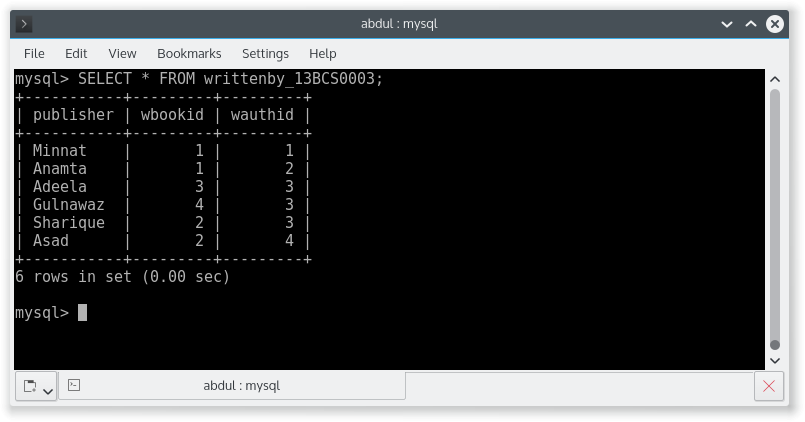 abdul : mysql
File Edit View Bookmarks Settings Help
mysql> SELECT * FROM writtenby_13BCS0003;
+-----------+---------+---------+
| publisher | wbookid | wauthid |
+-----------+---------+---------+
| Minnat    |       1 |       1 |
| Anamta    |       1 |       2 |
| Adeela    |       3 |       3 |
| Gulnawaz  |       4 |       3 |
| Sharique  |       2 |       3 |
| Asad      |       2 |       4 |
+-----------+---------+---------+
6 rows in set (0.00 sec)
mysql>
abdul : mysql